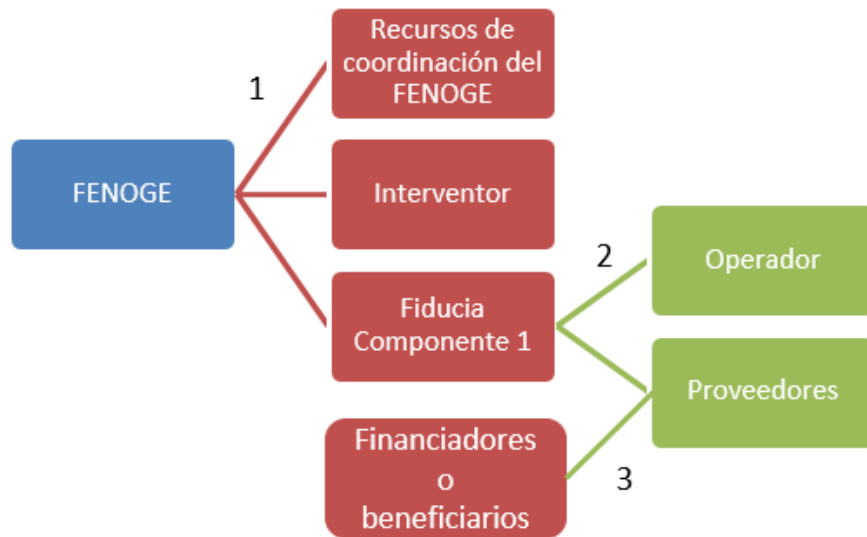 Recursos de
coordinación del
FENOGE
1
FENOGE
Interventor
Fiducia
Componente 1
2
Operador
Proveedores
Financiadores
o
beneficiarios
3